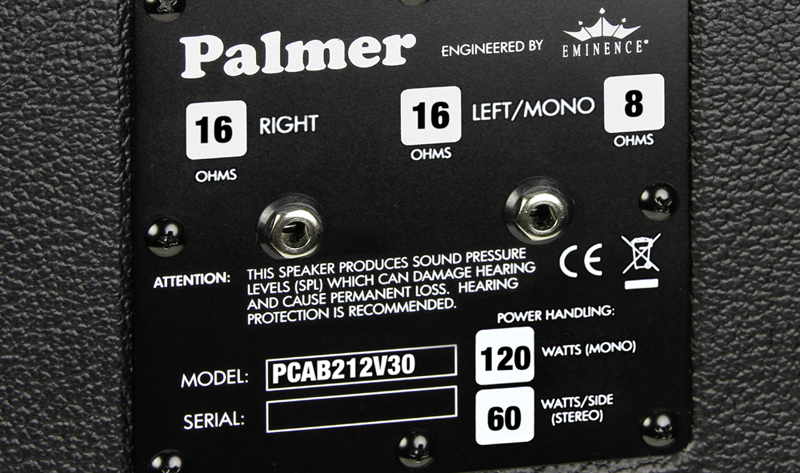 Palmer
ENGINEERED BY EMINENCE®
16 RIGHT 16 LEFT/MONO 8
OHMS OHMS OHMS
ATTENTION: THIS SPEAKER PRODUCES SOUND PRESSURE
LEVELS (SPL) WHICH CAN DAMAGE HEARING
AND CAUSE PERMANENT LOSS. HEARING
PROTECTION IS RECOMMENDED.
CE
POWER HANDLING:
MODEL: PCAB212V30
120 WATTS (MONO)
SERIAL:
60 WATTS/SIDE
(STEREO)